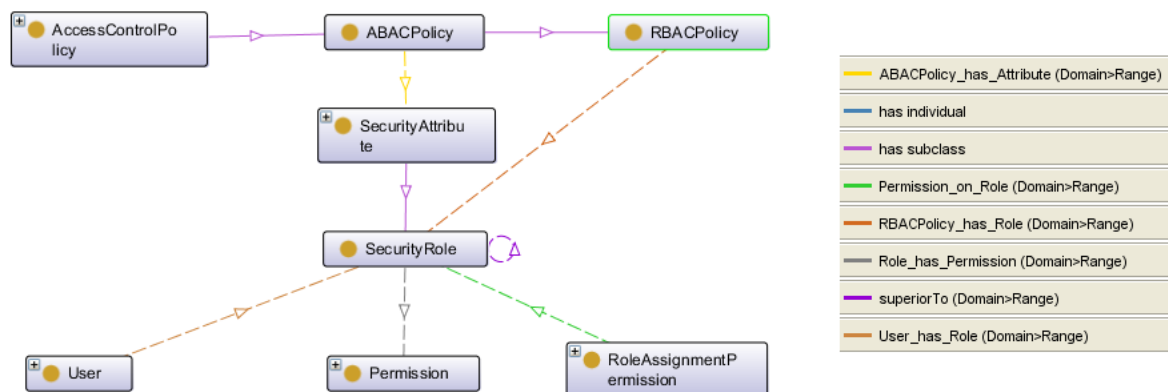 AccessControlPo
licy
ABACPolicy
RBACPolicy
SecurityAttribu
te
SecurityRole
User
Permission
RoleAssignmentP
ermission
ABACPolicy_has_Attribute (Domain>Range)
has individual
has subclass
Permission_on_Role (Domain>Range)
RBACPolicy_has_Role (Domain>Range)
Role_has_Permission (Domain>Range)
superiorTo (Domain>Range)
User_has_Role (Domain>Range)